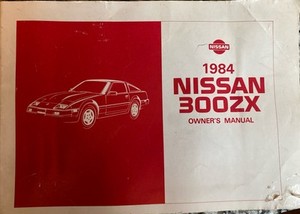 NISSAN
1984
NISSAN
300ZX
OWNER'S MANUAL